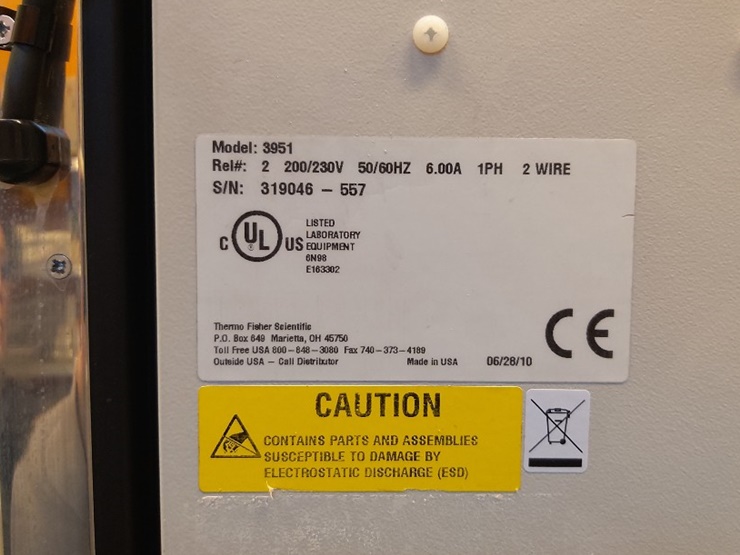 Model: 3951
Rel#: 2 200/230V 50/60HZ 6.00A 1PH 2 WIRE
S/N: 319046 – 557
C UL ® US
LISTED
LABORATORY
EQUIPMENT
6N98
E163302
Thermo Fisher Scientific
P.O. Box 649 Marietta, OH 45750
Toll Free USA 800–848–3080 Fax 740–373–4189
Outside USA – Call Distributor Made in USA 06/28/10
CE
CAUTION
CONTAINS PARTS AND ASSEMBLIES
SUSCEPTIBLE TO DAMAGE BY
ELECTROSTATIC DISCHARGE (ESD)